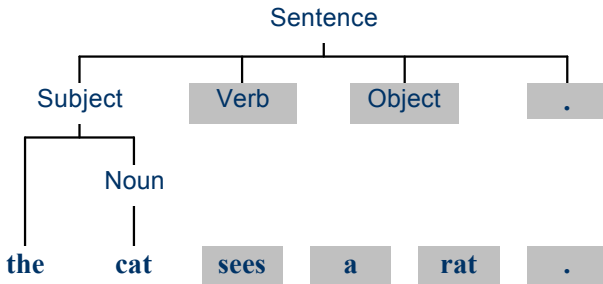 Sentence
Subject Verb Object .
Noun
the cat sees a rat .